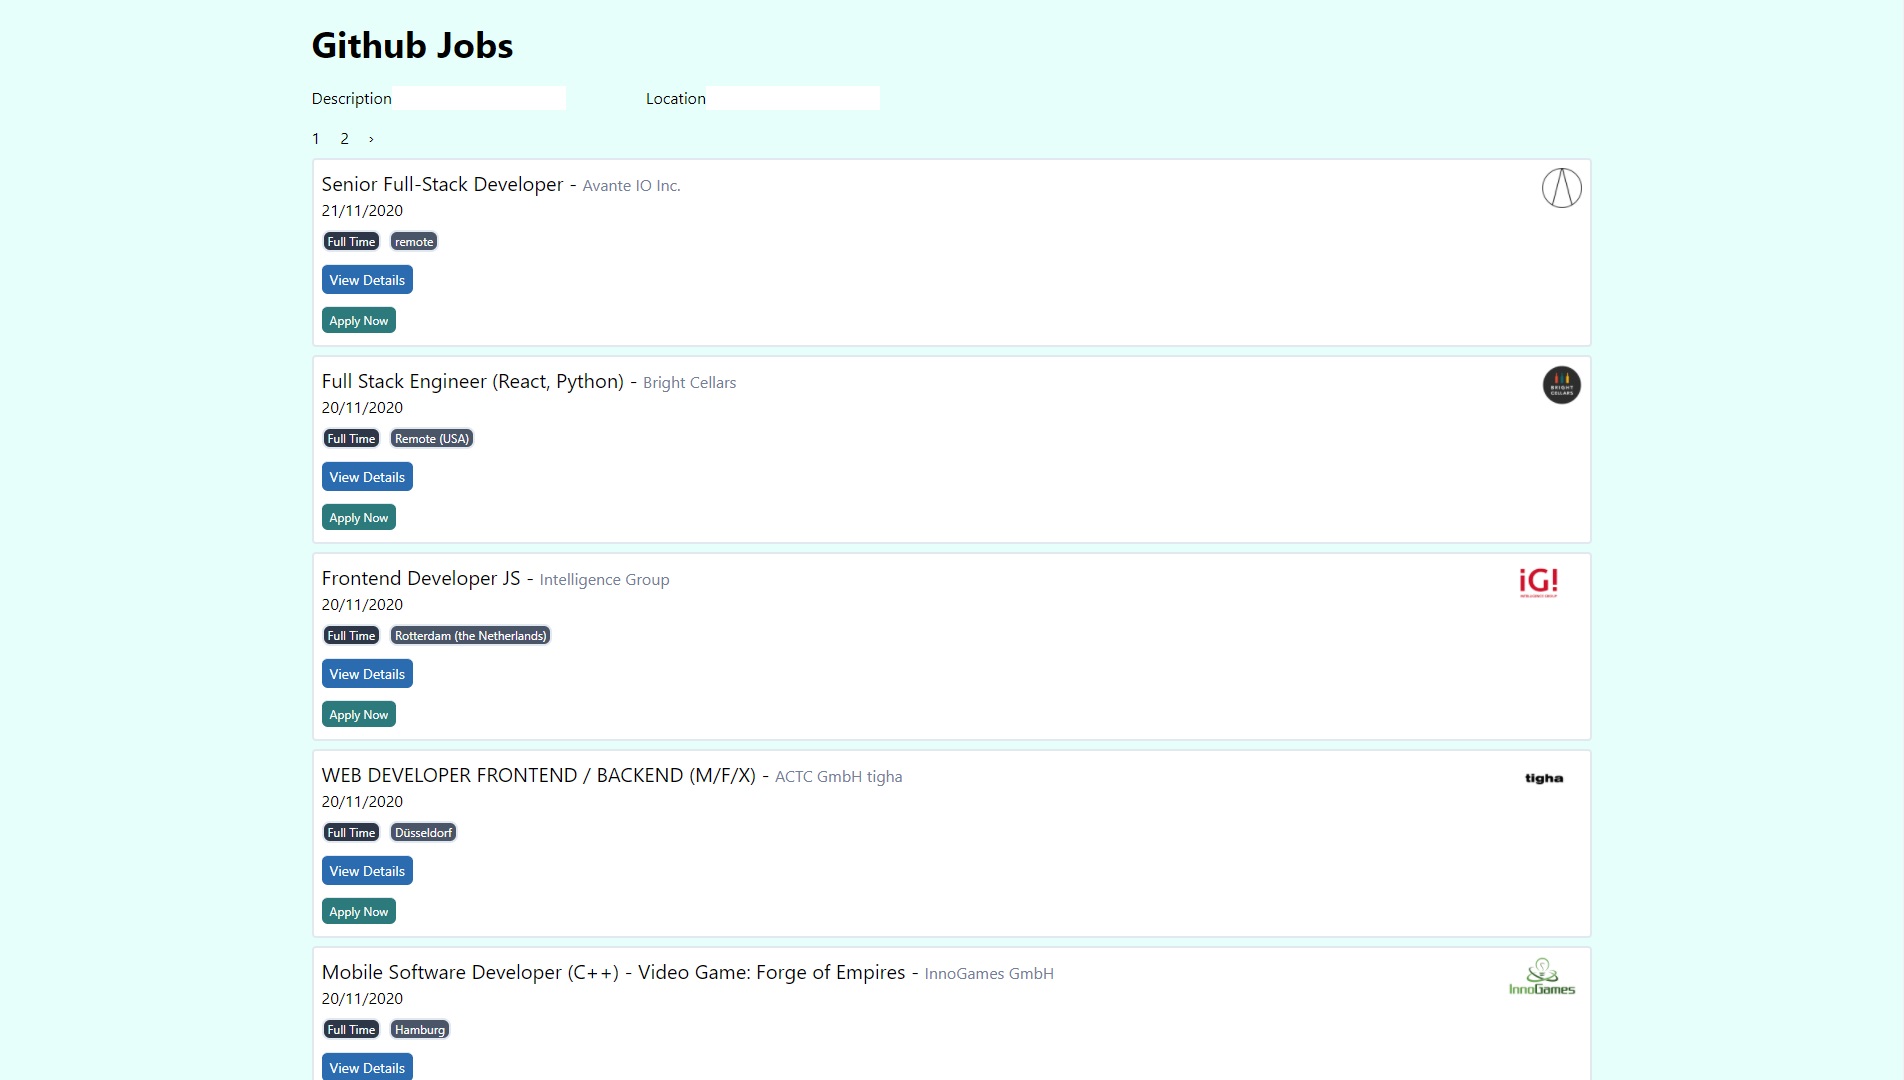 Github Jobs
Description Location
1 2 ›
Senior Full-Stack Developer - Avante IO Inc.
21/11/2020
Full Time remote
View Details
Apply Now
Full Stack Engineer (React, Python) - Bright Cellars
BRIGHT
CELLARS
20/11/2020
Full Time Remote (USA)
View Details
Apply Now
Frontend Developer JS - Intelligence Group
iG!
INTELLIGENCE GROUP
20/11/2020
Full Time Rotterdam (the Netherlands)
View Details
Apply Now
WEB DEVELOPER FRONTEND / BACKEND (M/F/X) - ACTC GmbH tigha
tigha
20/11/2020
Full Time Düsseldorf
View Details
Apply Now
Mobile Software Developer (C++) - Video Game: Forge of Empires - InnoGames GmbH
InnoGames
20/11/2020
Full Time Hamburg
View Details